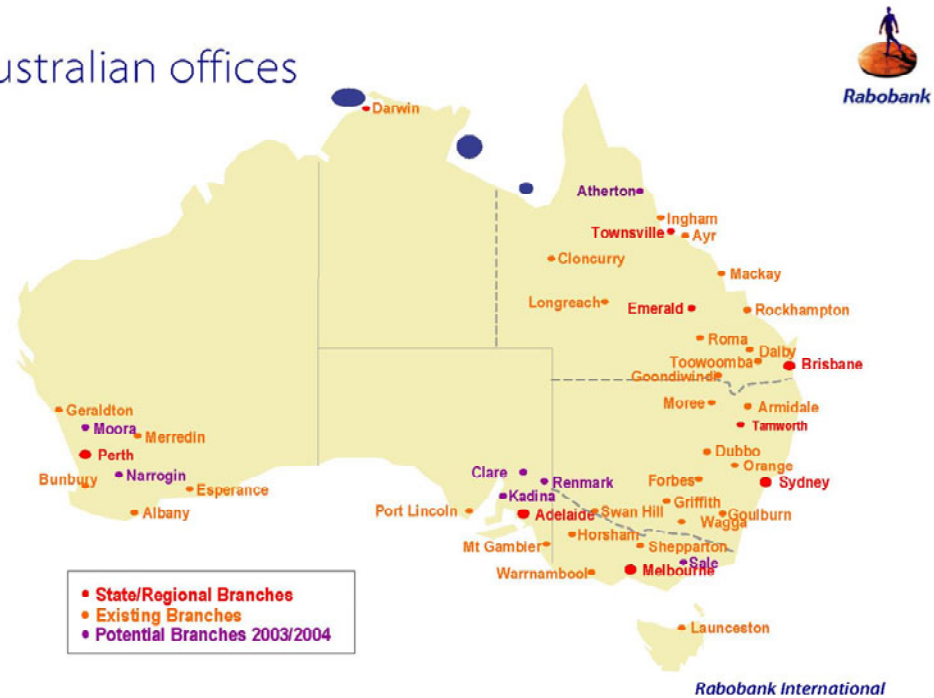 ustralian offices
Rabobank
Darwin
Atherton
Ingham
Townsville
Ayr
Cloncurry
Mackay
Longreach
Emerald
Rockhampton
Roma
Dalby
Toowoomba
Brisbane
Goondiwindi
Moree
Armidale
Geraldton
Tamworth
Moora
Merredin
Dubbo
Perth
Orange
Clare
Narrogin
Bunbury
Renmark
Forbes
Sydney
Esperance
Kadina
Griffith
Albany
Port Lincoln
Adelaide
Swan Hill
Goulburn
Wagga
Horsham
Mt Gambier
Shepparton
Sale
Warrnambool
Melbourne
State/Regional Branches
Existing Branches
Potential Branches 2003/2004
Launceston
Rabobank International